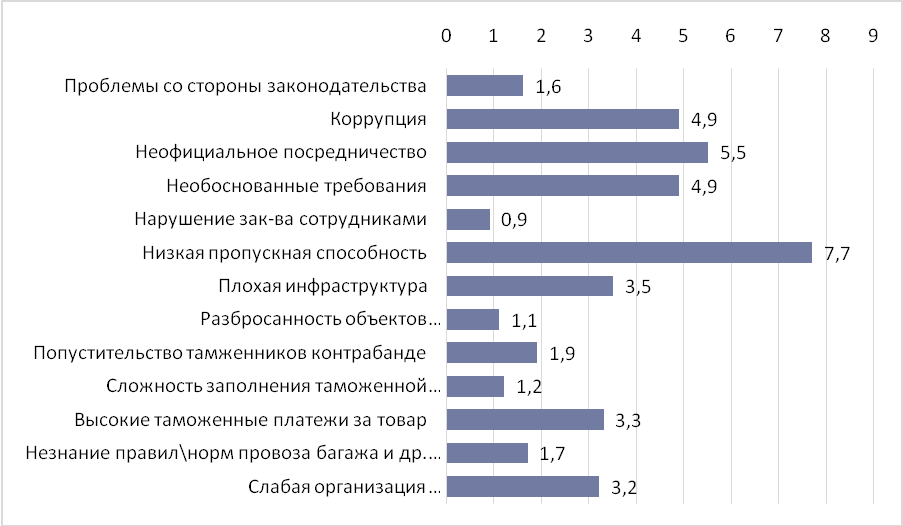 0 1 2 3 4 5 6 7 8 9
Проблемы со стороны законодательства 1,6
Коррупция 4,9
Неофициальное посредничество 5,5
Необоснованные требования 4,9
Нарушение зак-ва сотрудниками 0,9
Низкая пропускная способность 7,7
Плохая инфраструктура 3,5
Разбросанность объектов... 1,1
Попустительство тамженников контрабанде 1,9
Сложность заполнения таможенной... 1,2
Высокие таможенные платежи за товар 3,3
Незнание правил\норм провоза багажа и др.... 1,7
Слабая организация ... 3,2